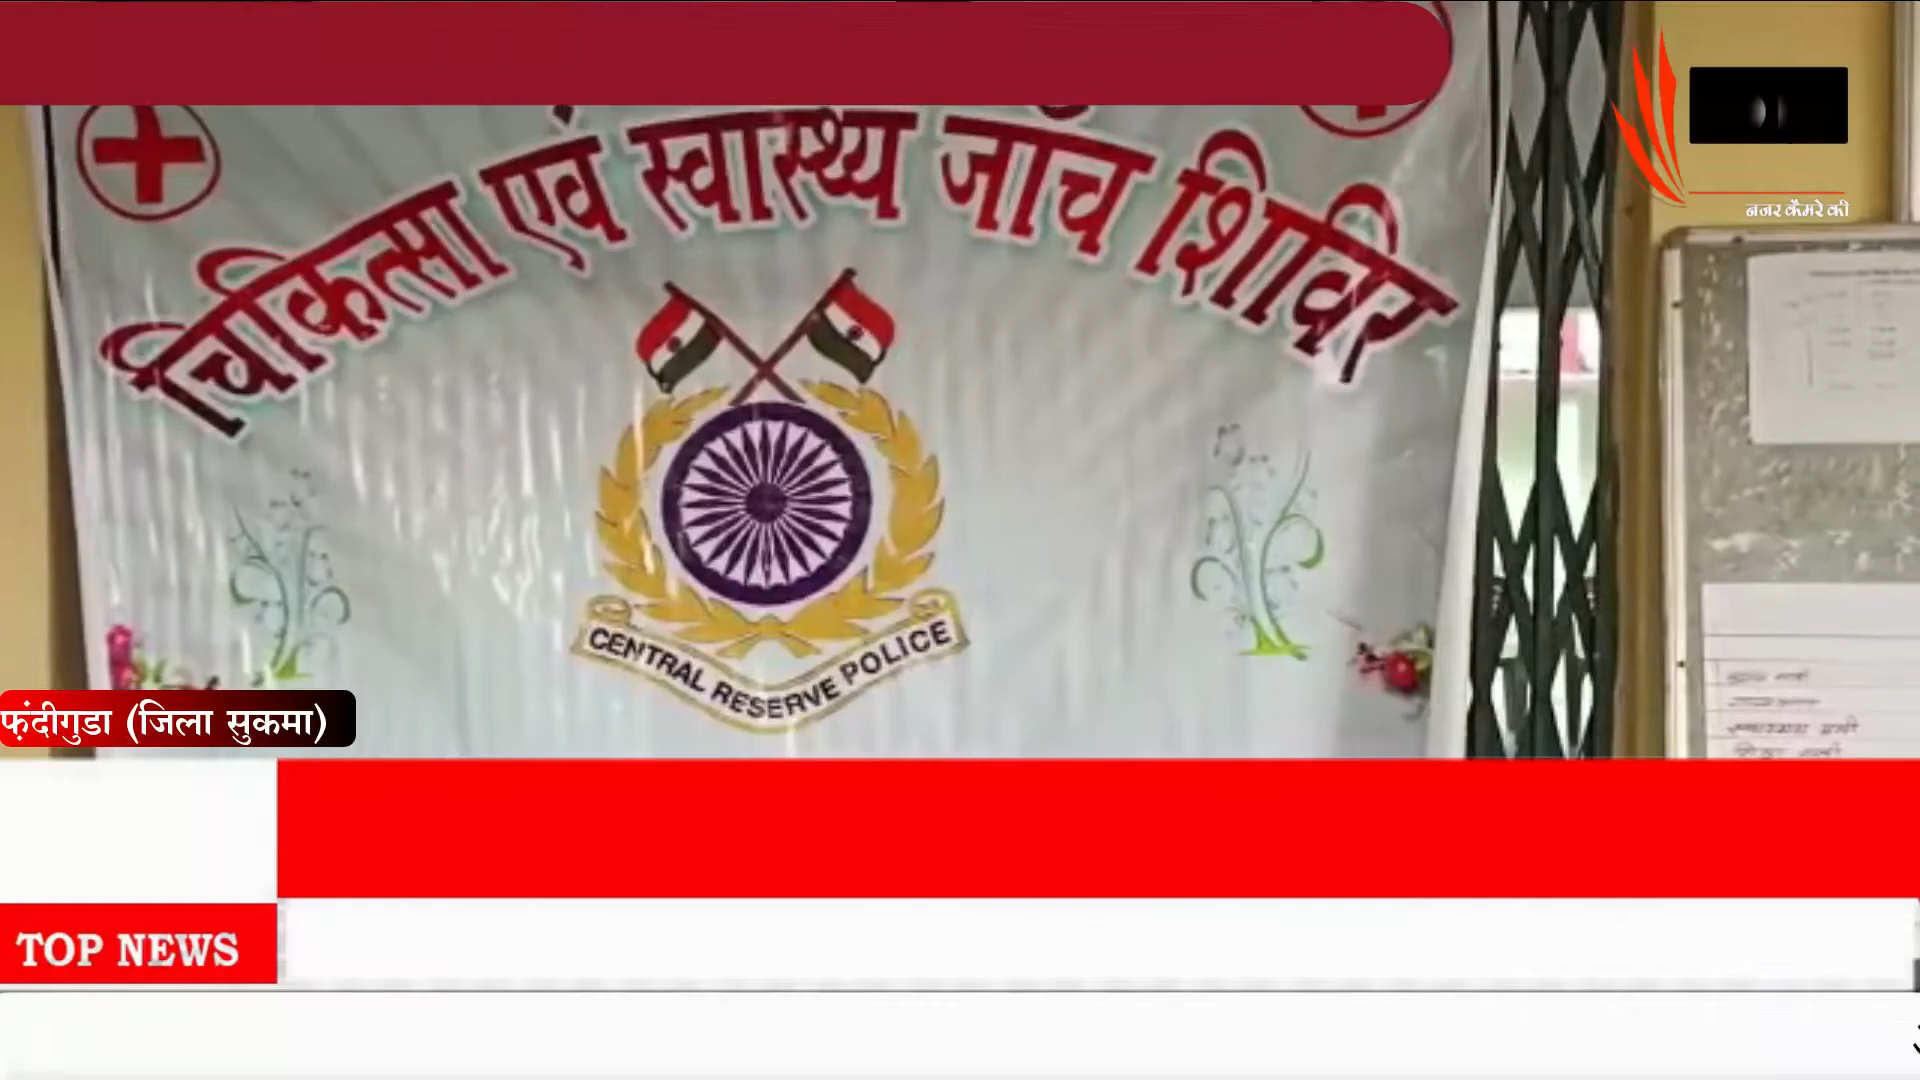 चिकित्सा एवं स्वास्थ्य जाँच शिविर
नजर कैमरे की
CENTRAL RESERVE POLICE
फ़ंदीगुडा (जिला सुकमा)
TOP NEWS